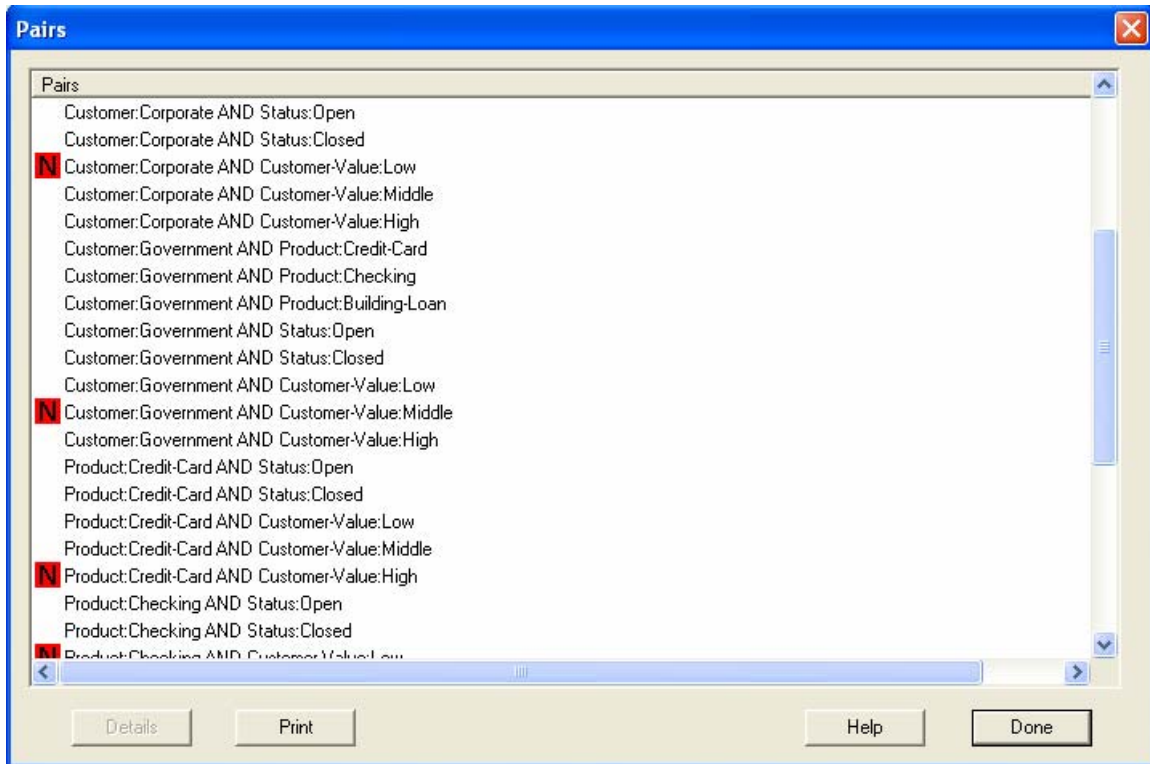 Pairs
Pairs
Customer:Corporate AND Status:Open
Customer:Corporate AND Status:Closed
N Customer:Corporate AND Customer-Value:Low
Customer:Corporate AND Customer-Value:Middle
Customer:Corporate AND Customer-Value:High
Customer:Government AND Product:Credit-Card
Customer:Government AND Product:Checking
Customer:Government AND Product:Building-Loan
Customer:Government AND Status:Open
Customer:Government AND Status:Closed
Customer:Government AND Customer-Value:Low
N Customer:Government AND Customer-Value:Middle
Customer:Government AND Customer-Value:High
Product:Credit-Card AND Status:Open
Product:Credit-Card AND Status:Closed
Product:Credit-Card AND Customer-Value:Low
Product:Credit-Card AND Customer-Value:Middle
N Product:Credit-Card AND Customer-Value:High
Product:Checking AND Status:Open
Product:Checking AND Status:Closed
N Product:Checking AND Customer-Value:Low
Details Print Help Done